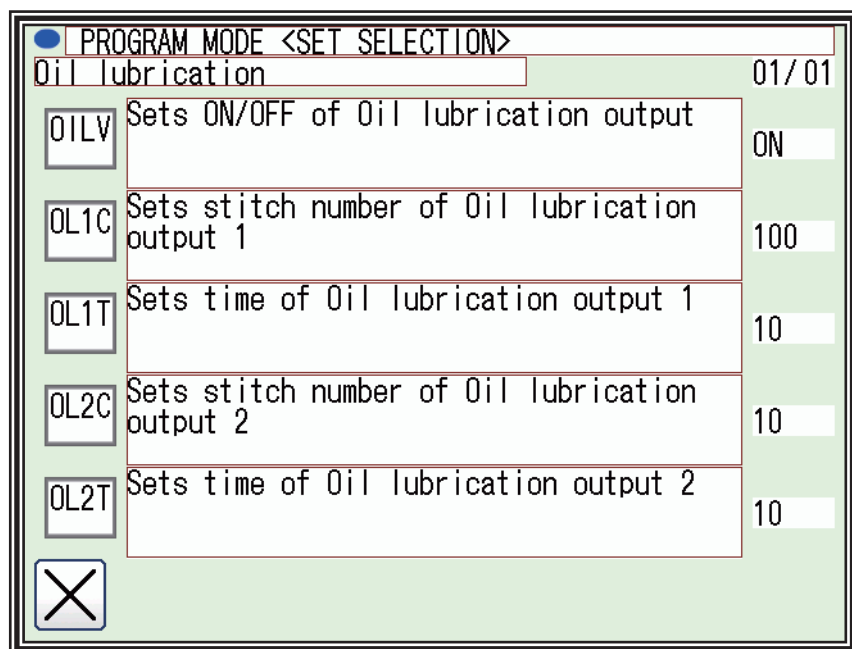 PROGRAM MODE <SET SELECTION>
Oil lubrication 01/01
OILV Sets ON/OFF of Oil lubrication output ON
OL1C Sets stitch number of Oil lubrication
output 1 100
OL1T Sets time of Oil lubrication output 1 10
OL2C Sets stitch number of Oil lubrication
output 2 10
OL2T Sets time of Oil lubrication output 2 10